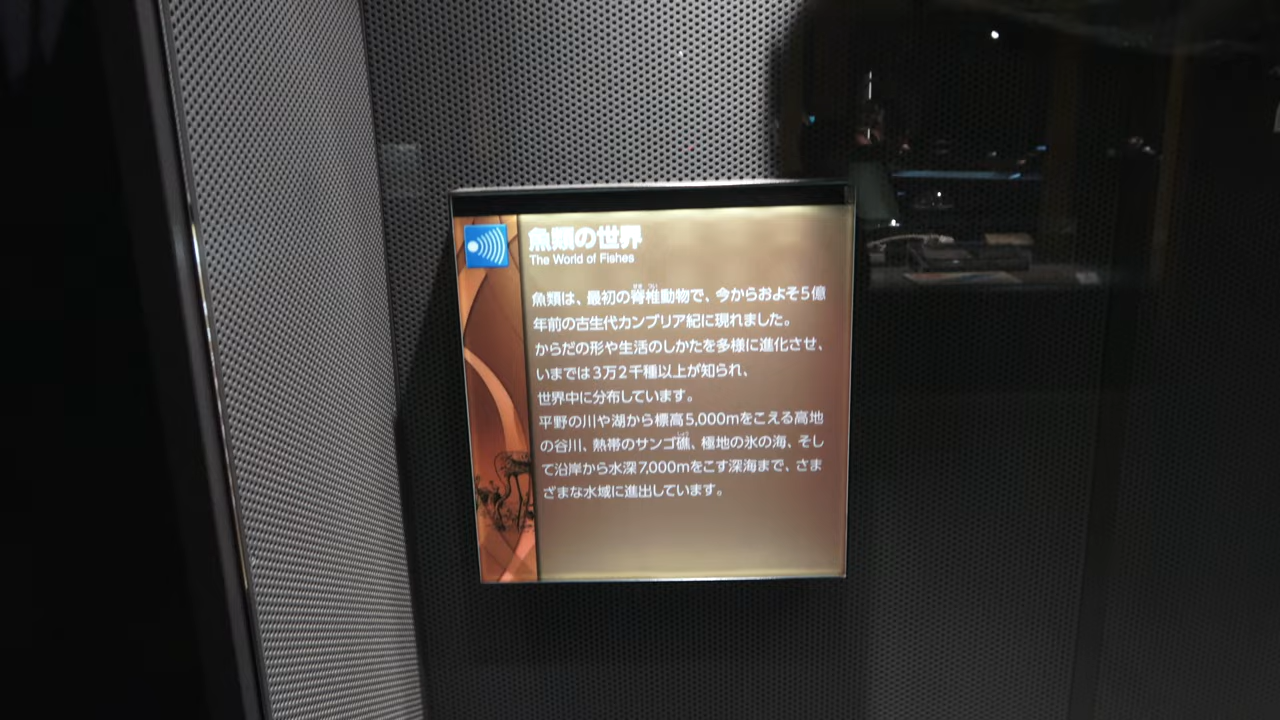 魚類の世界
The World of Fishes
せき つい
魚類は、最初の脊椎動物で、今からおよそ5億
年前の古生代カンブリア紀に現れました。
からだの形や生活のしかたを多様に進化させ、
いまでは3万2千種以上が知られ、
世界中に分布しています。
平野の川や湖から標高5,000mをこえる高地
しょう
の谷川、熱帯のサンゴ礁、極地の氷の海、そし
て沿岸から水深7,000mをこす深海まで、さま
ざまな水域に進出しています。